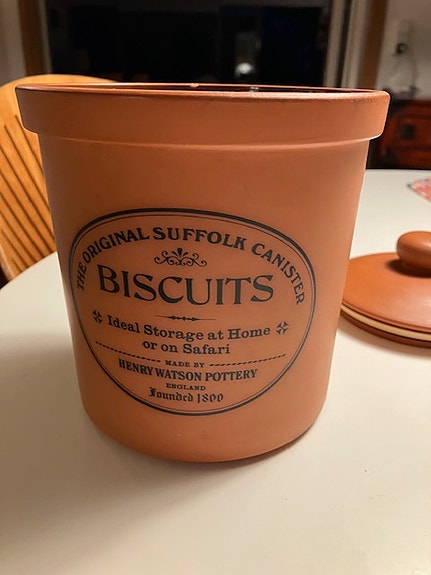 THE ORIGINAL SUFFOLK CANISTER
BISCUITS
Ideal Storage at Home
or on Safari
MADE BY
HENRY WATSON POTTERY
ENGLAND
Founded 1800